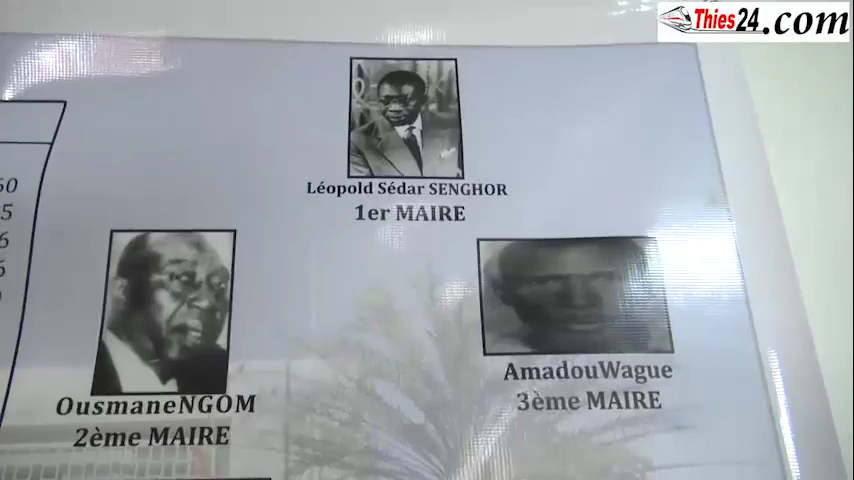 Thies24.com
Léopold Sédar SENGHOR
1er MAIRE
OusmaneNGOM
2ème MAIRE
AmadouWague
3ème MAIRE